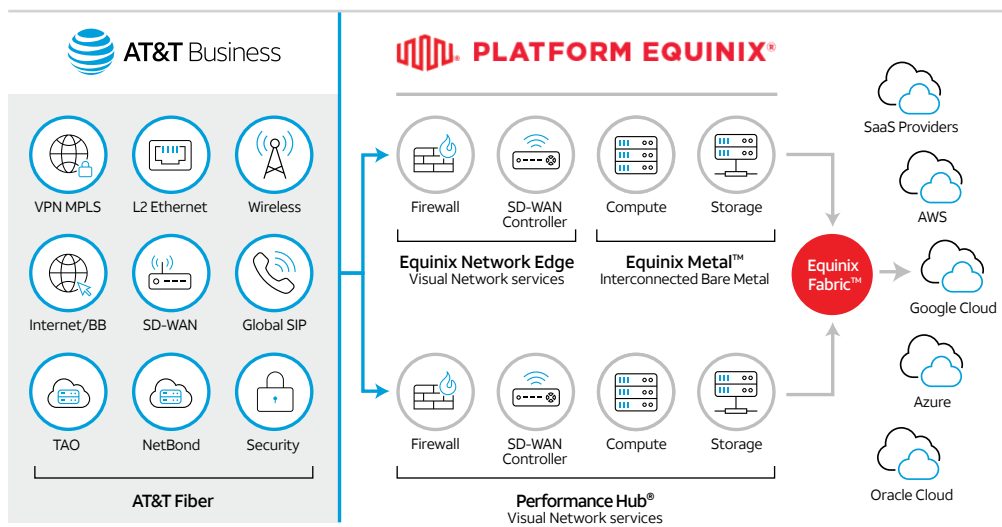 AT&T Business
PLATFORM EQUINIX®
VPN MPLS
L2 Ethernet
Wireless
Internet/BB
SD-WAN
Global SIP
TAO
NetBond
Security
AT&T Fiber
Firewall
SD-WAN
Controller
Compute
Storage
Equinix Network Edge
Visual Network services
Equinix Metal™
Interconnected Bare Metal
Firewall
SD-WAN
Controller
Compute
Storage
Performance Hub®
Visual Network services
Equinix
Fabric™
SaaS Providers
AWS
Google Cloud
Azure
Oracle Cloud